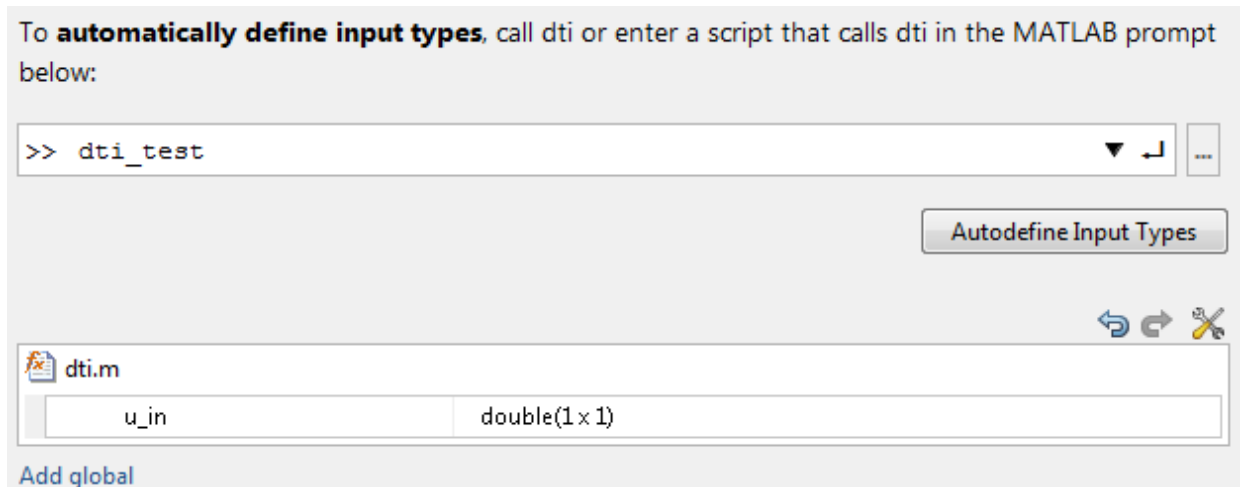 To automatically define input types, call dti or enter a script that calls dti in the MATLAB prompt
below:
>> dti_test
...
Autodefine Input Types
fx dti.m
u_in double(1 x 1)
Add global